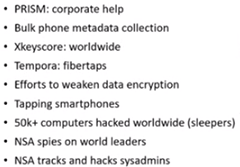 • PRISM: corporate help
• Bulk phone metadata collection
• Xkeyscore: worldwide
• Tempora: fibertaps
• Efforts to weaken data encryption
• Tapping smartphones
• 50k+ computers hacked worldwide (sleepers)
• NSA spies on world leaders
• NSA tracks and hacks sysadmins